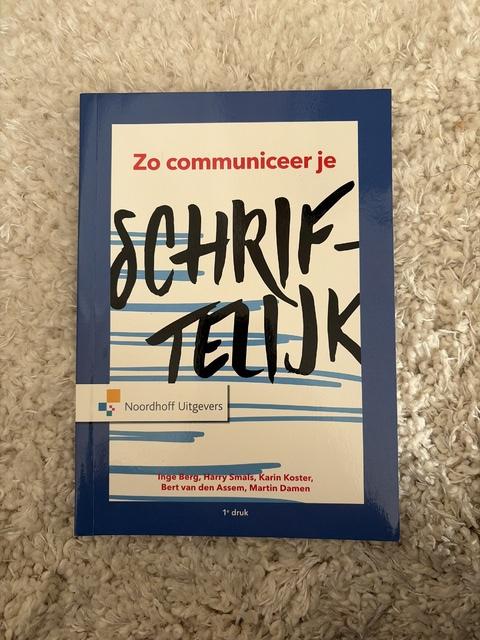 Zo communiceer je
SCHRIF-
TELIJK
Noordhoff Uitgevers
Inge Berg, Harry Smals, Karin Koster,
Bert van den Assem, Martin Damen
1e druk